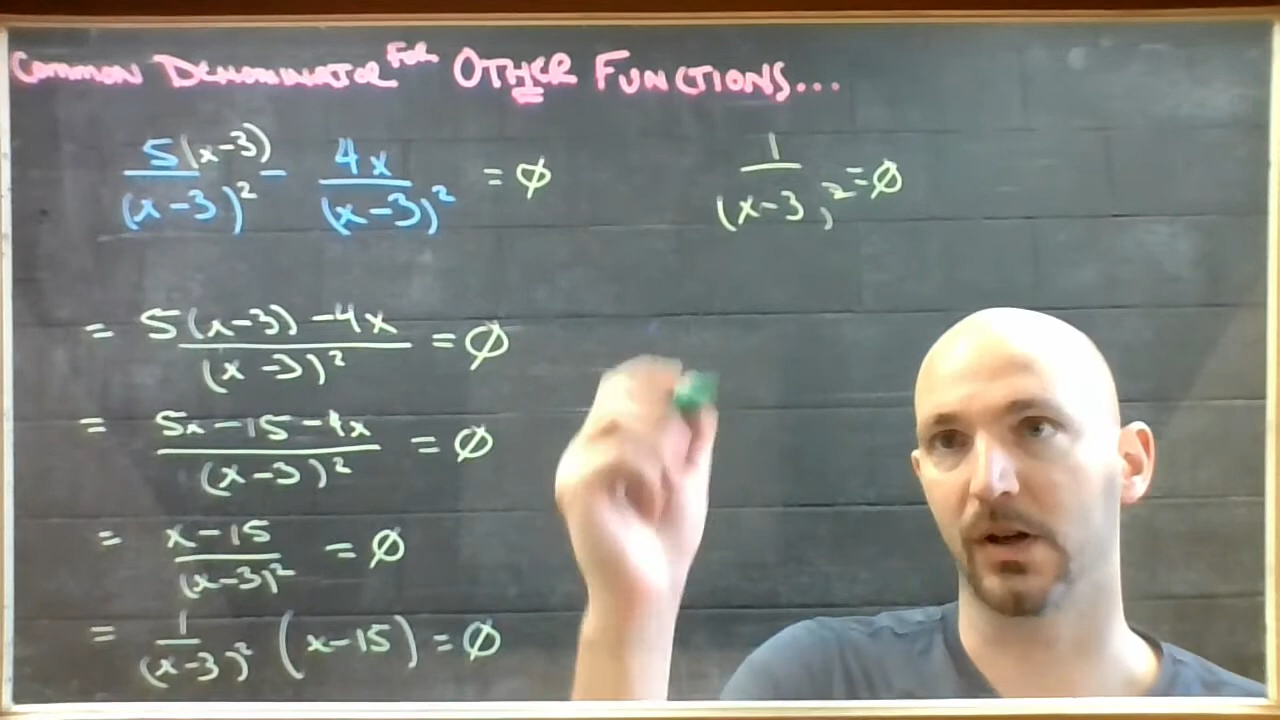 Common Denominator For Other Functions...
5(x-3)/(x-3)² - 4x/(x-3)² = ∅
1/(x-3)² = ∅
= 5(x-3)-4x/(x-3)² = ∅
= 5x-15-4x/(x-3)² = ∅
= x-15/(x-3)² = ∅
= 1/(x-3)² (x-15) = ∅